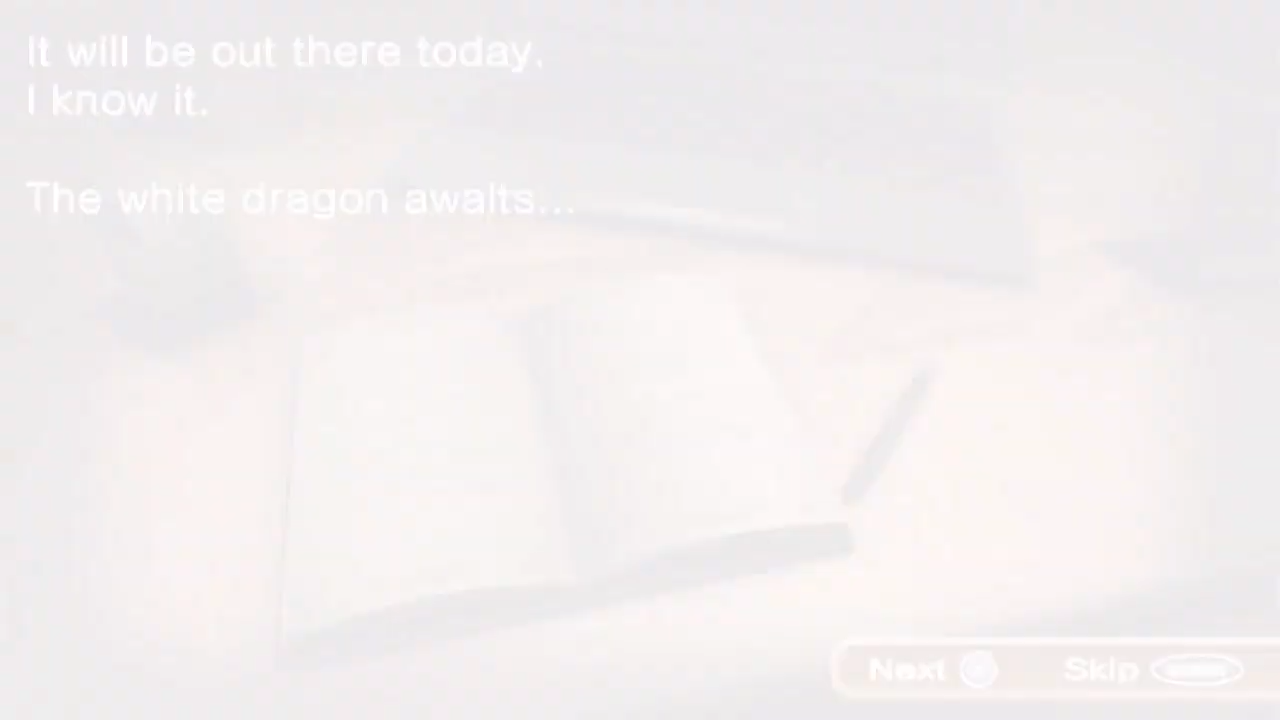 It will be out there today.
I know it.
The white dragon awaits...
Next
Skip